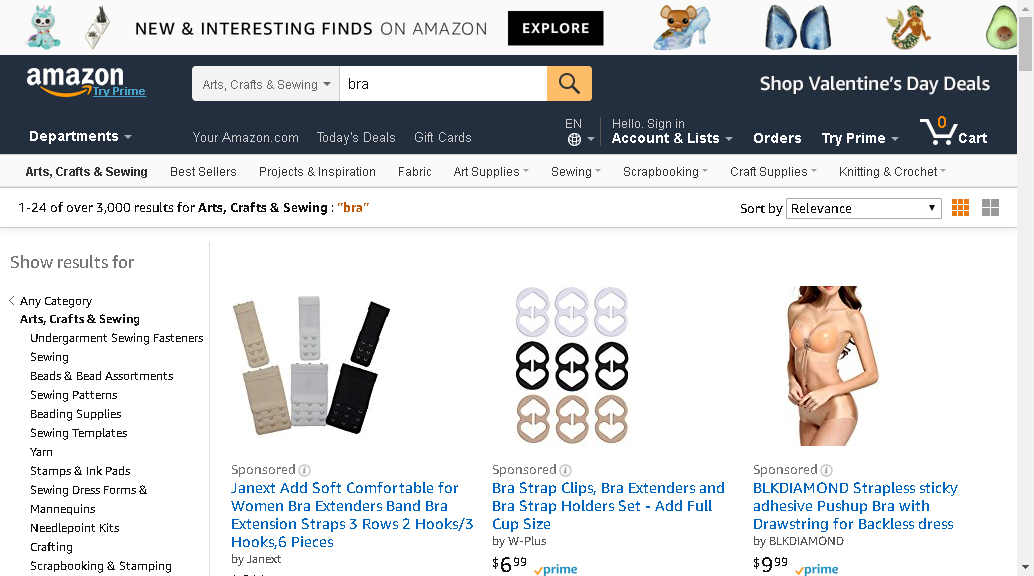 NEW & INTERESTING FINDS ON AMAZON EXPLORE
amazon
Try Prime
Arts, Crafts & Sewing bra
Shop Valentine's Day Deals
Departments
Your Amazon.com Today's Deals Gift Cards
EN
Hello. Sign in
Account & Lists
Orders
Try Prime
0
Cart
Arts, Crafts & Sewing Best Sellers Projects & Inspiration Fabric Art Supplies Sewing Scrapbooking Craft Supplies Knitting & Crochet
1-24 of over 3,000 results for Arts, Crafts & Sewing : "bra"
Sort by Relevance
Show results for
Any Category
Arts, Crafts & Sewing
Undergarment Sewing Fasteners
Sewing
Beads & Bead Assortments
Sewing Patterns
Beading Supplies
Sewing Templates
Yarn
Stamps & Ink Pads
Sewing Dress Forms &
Mannequins
Needlepoint Kits
Crafting
Scrapbooking & Stamping
Sponsored
Janext Add Soft Comfortable for
Women Bra Extenders Band Bra
Extension Straps 3 Rows 2 Hooks/3
Hooks,6 Pieces
by Janext
Sponsored
Bra Strap Clips, Bra Extenders and
Bra Strap Holders Set - Add Full
Cup Size
by W-Plus
$6.99 prime
Sponsored
BLKDIAMOND Strapless sticky
adhesive Pushup Bra with
Drawstring for Backless dress
by BLKDIAMOND
$9.99 prime